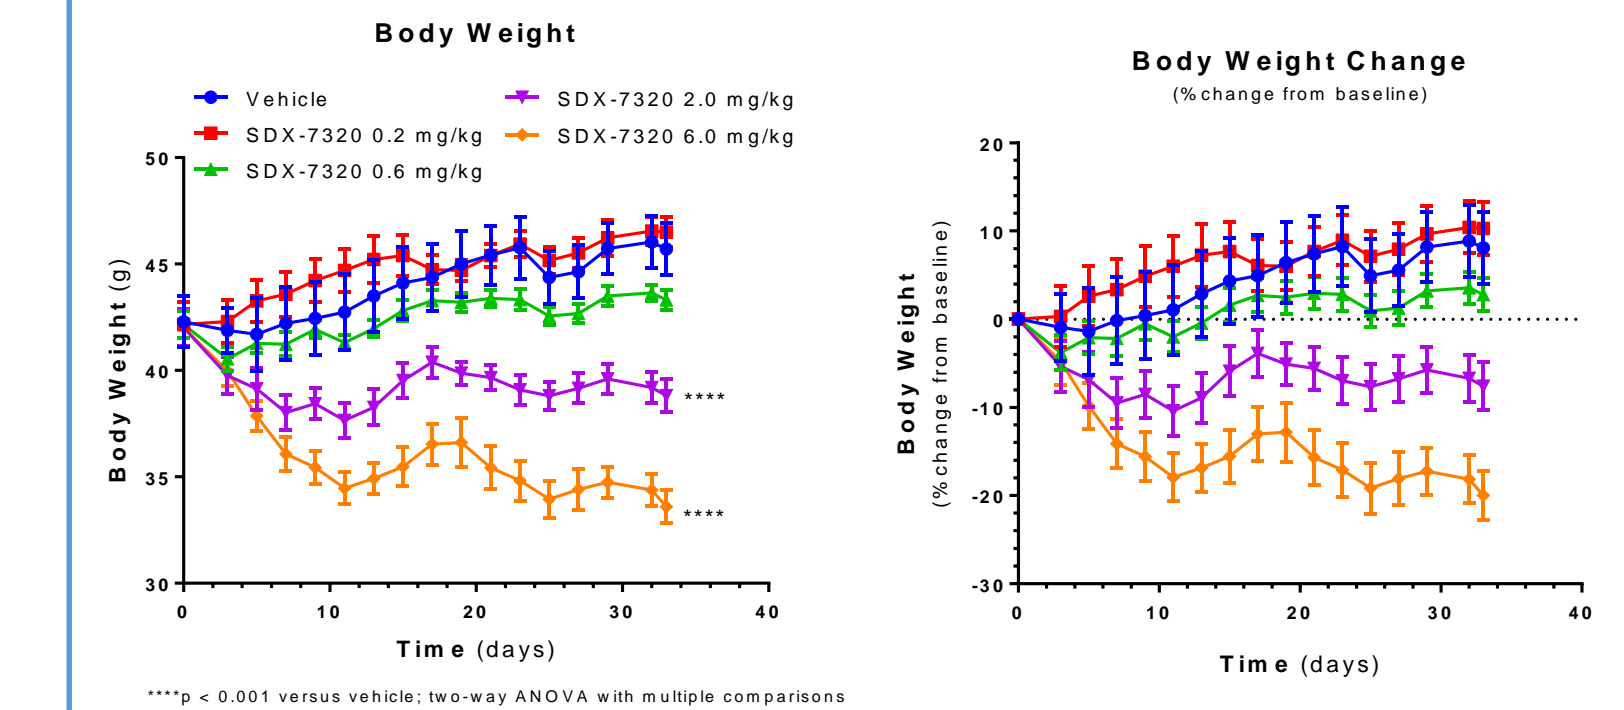 Body Weight
Vehicle
SDX-7320 0.2 mg/kg
SDX-7320 0.6 mg/kg
SDX-7320 2.0 mg/kg
SDX-7320 6.0 mg/kg
50
45
40
35
30
Body Weight (g)
0
10
20
30
40
Time (days)
****
****
****p < 0.001 versus vehicle; two-way ANOVA with multiple comparisons
Body Weight Change
(% change from baseline)
20
10
0
-10
-20
-30
Body Weight
(% change from baseline)
0
10
20
30
40
Time (days)